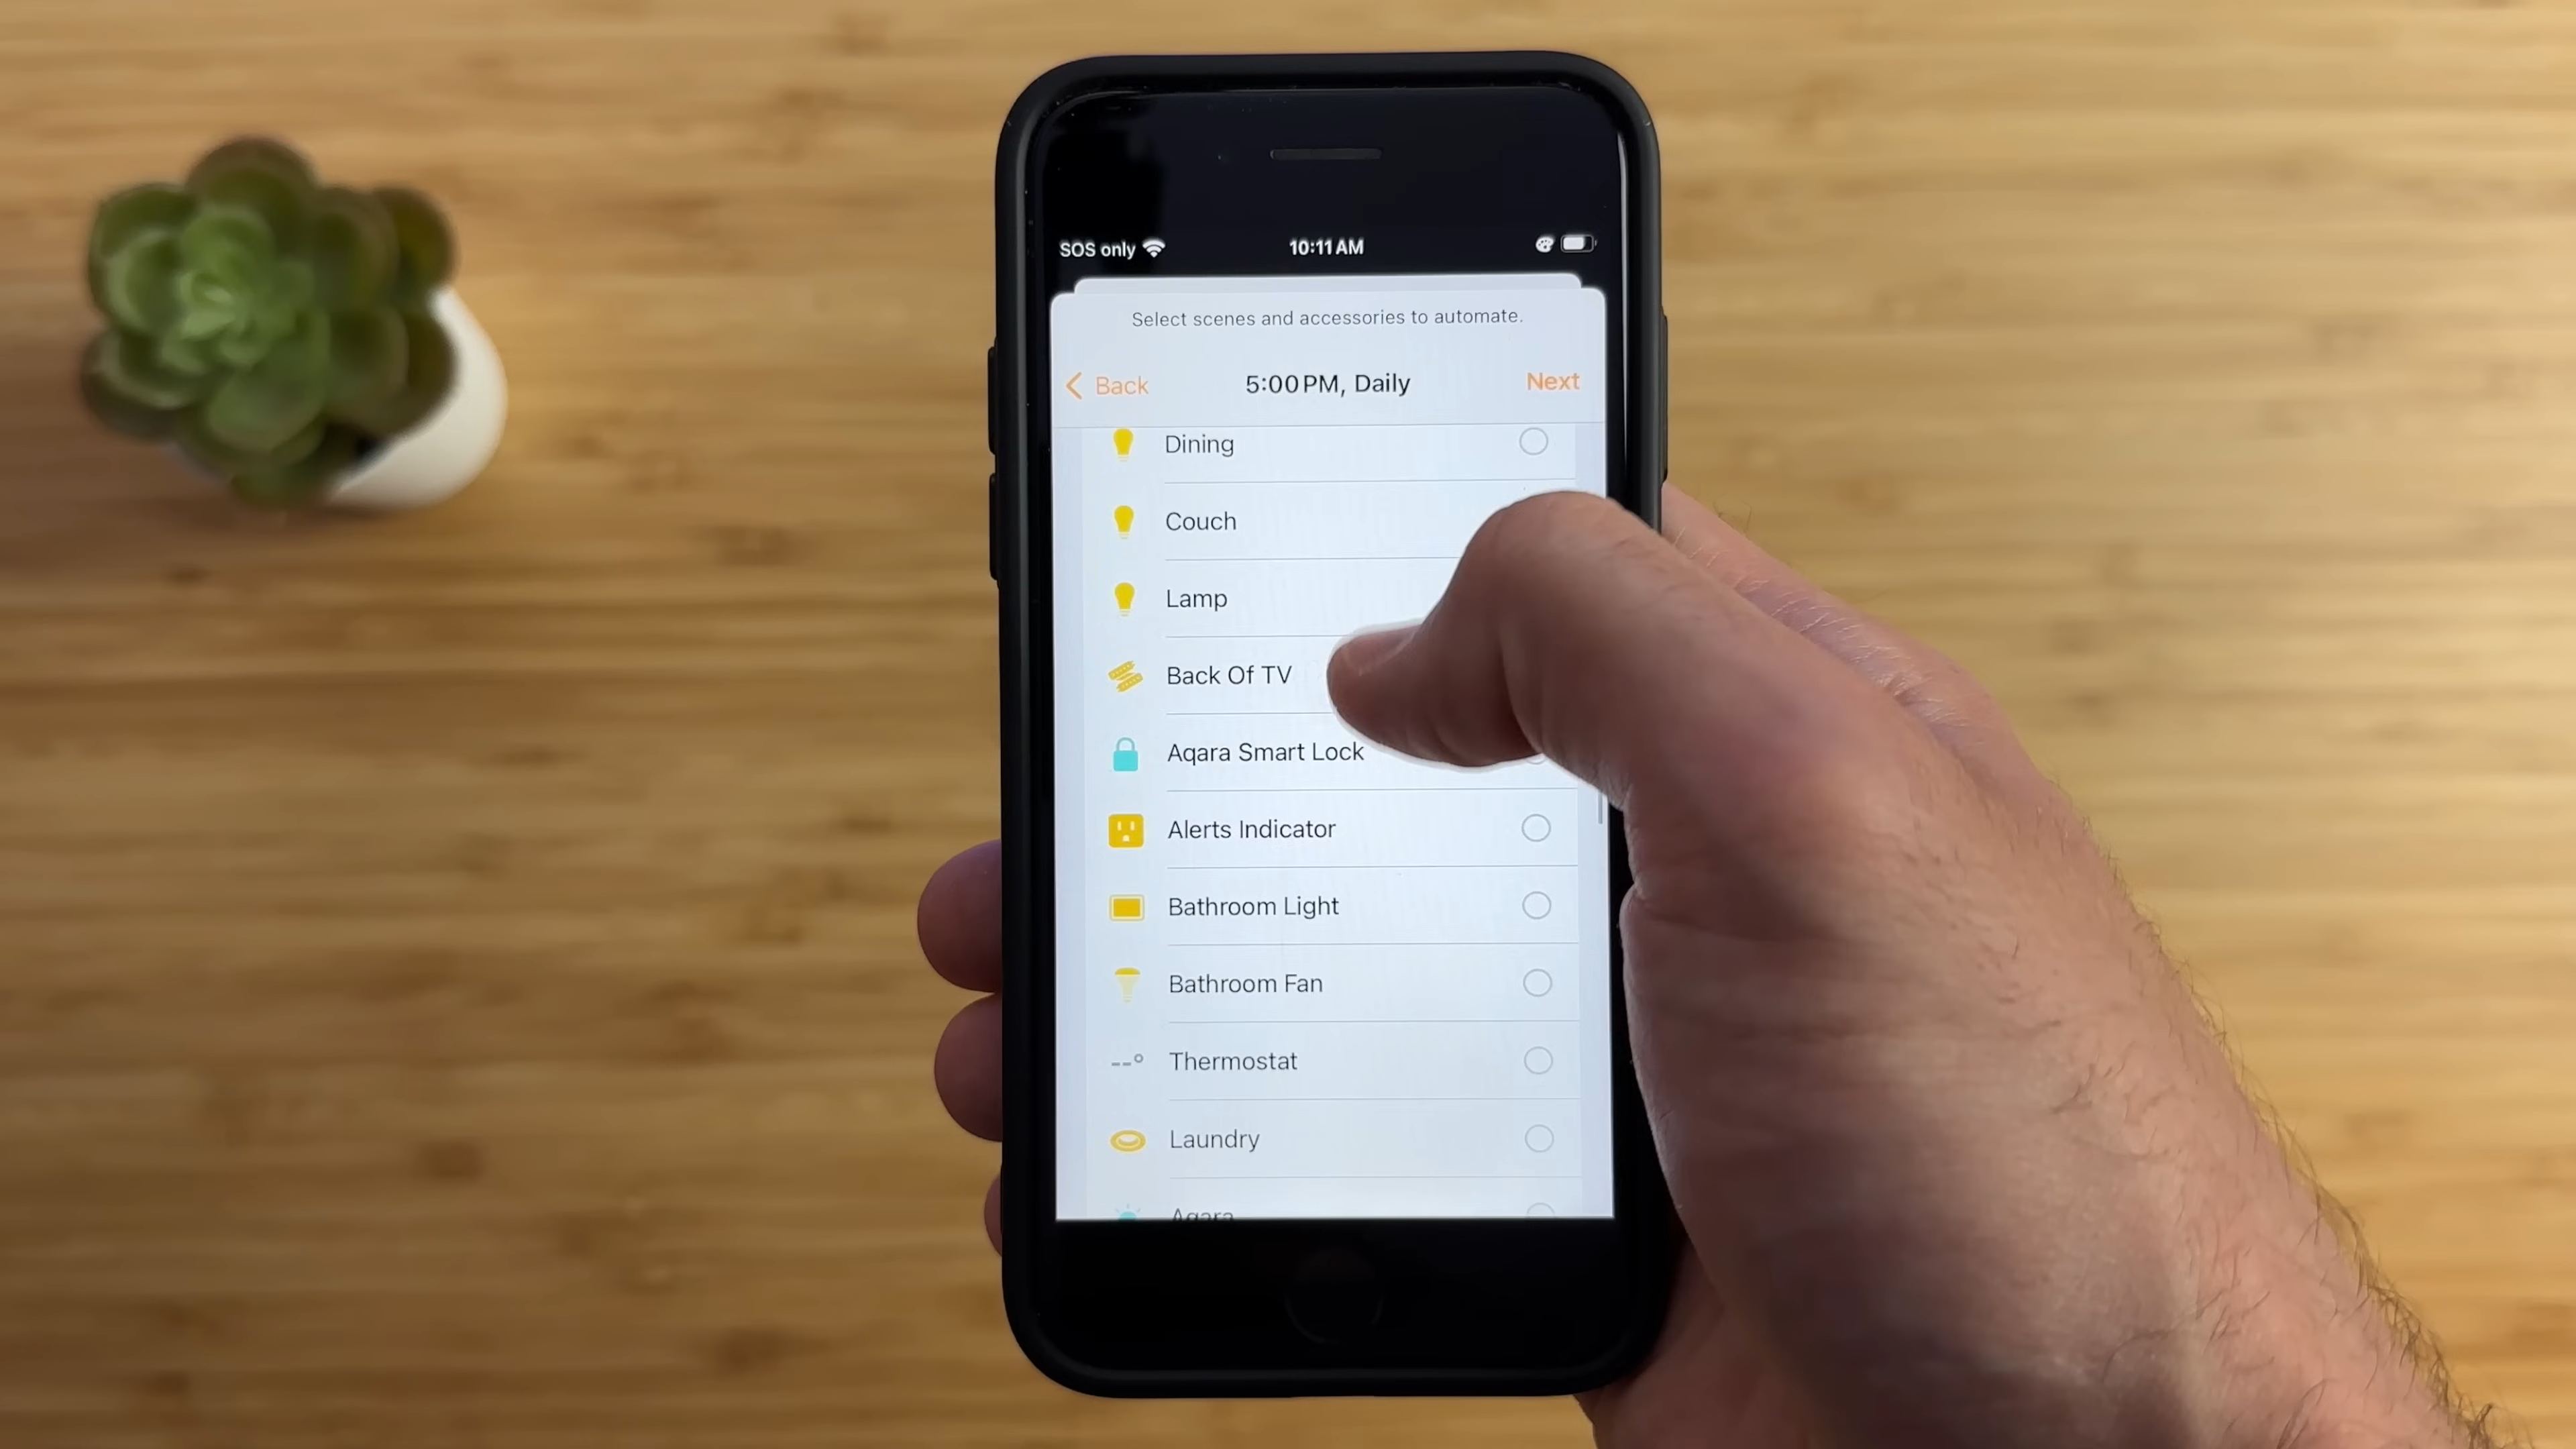 SOS only
10:11 AM
Select scenes and accessories to automate.
Back
5:00 PM, Daily
Next
Dining
Couch
Lamp
Back Of TV
Aqara Smart Lock
Alerts Indicator
Bathroom Light
Bathroom Fan
Thermostat
Laundry
Aqara